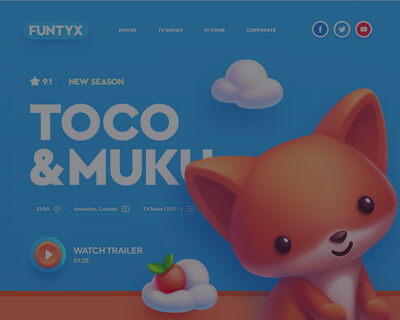 FUNTYX
MOVIES
TV SHOWS
AT HOME
CORPORATE
9.1
NEW SEASON
TOCO
&MUKU
21:00
Animation, Comedy
TV Series (2017- )
WATCH TRAILER
01:35